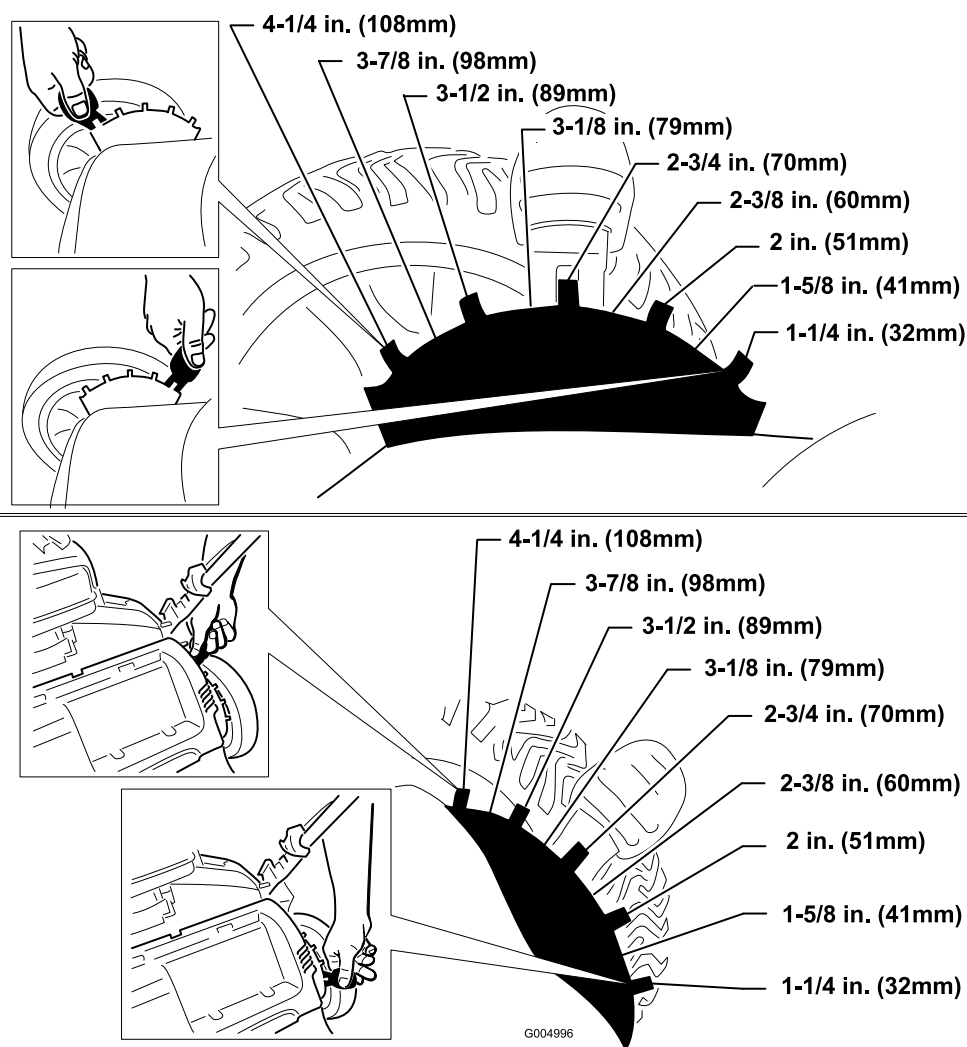 4-1/4 in. (108mm)
3-7/8 in. (98mm)
3-1/2 in. (89mm)
3-1/8 in. (79mm)
2-3/4 in. (70mm)
2-3/8 in. (60mm)
2 in. (51mm)
1-5/8 in. (41mm)
1-1/4 in. (32mm)
4-1/4 in. (108mm)
3-7/8 in. (98mm)
3-1/2 in. (89mm)
3-1/8 in. (79mm)
2-3/4 in. (70mm)
2-3/8 in. (60mm)
2 in. (51mm)
1-5/8 in. (41mm)
1-1/4 in. (32mm)
G004996